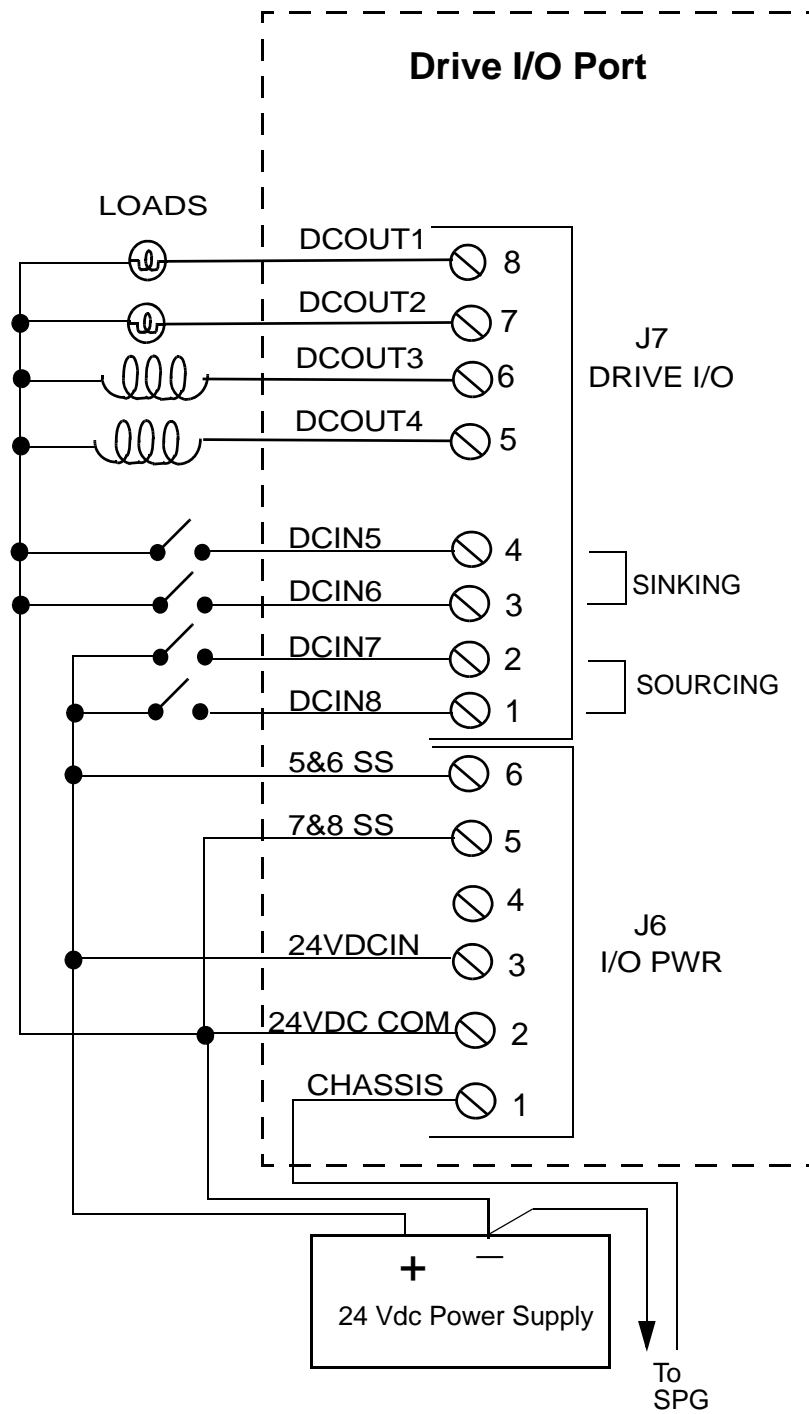 Drive I/O Port
LOADS
DCOUT1
8
DCOUT2
7
J7
DRIVE I/O
DCOUT3
6
DCOUT4
5
DCIN5
4
SINKING
DCIN6
3
DCIN7
2
SOURCING
DCIN8
1
5&6 SS
6
7&8 SS
5
4
J6
I/O PWR
24VDCIN
3
24VDC COM
2
CHASSIS
1
+ –
24 Vdc Power Supply
To
SPG